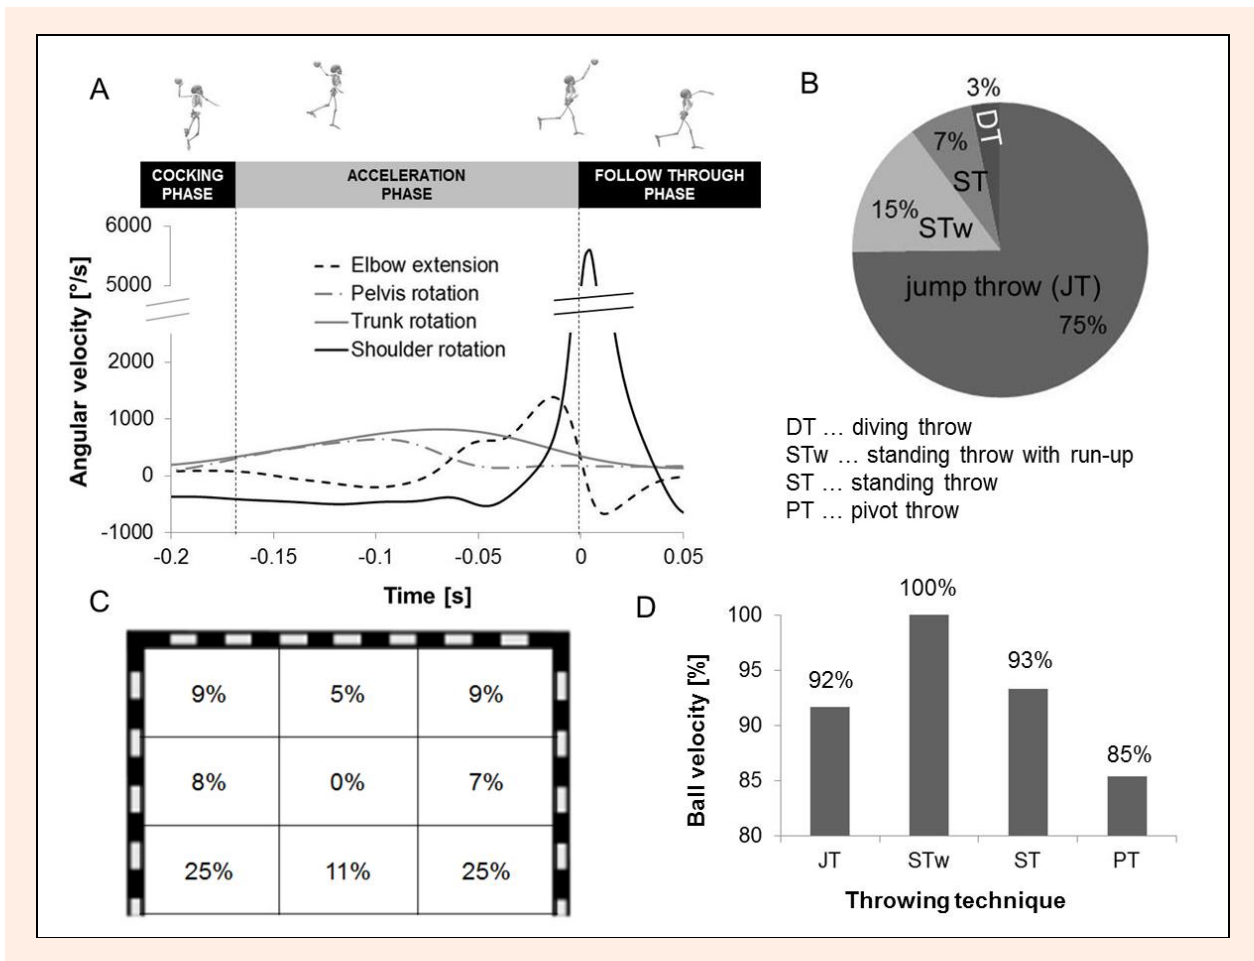 A
COCKING
PHASE
ACCELERATION
PHASE
FOLLOW THROUGH
PHASE
6000
5000
2000
1000
0
-1000
Angular velocity [°/s]
Elbow extension
Pelvis rotation
Trunk rotation
Shoulder rotation
-0.2 -0.15 -0.1 -0.05 0 0.05
Time [s]
B
3%
DT
7%
ST
15%
STw
jump throw (JT)
75%
DT ... diving throw
STw ... standing throw with run-up
ST ... standing throw
PT ... pivot throw
C
9% 5% 9%
8% 0% 7%
25% 11% 25%
D
100%
93%
92%
85%
100
95
90
85
80
Ball velocity [%]
JT STw ST PT
Throwing technique